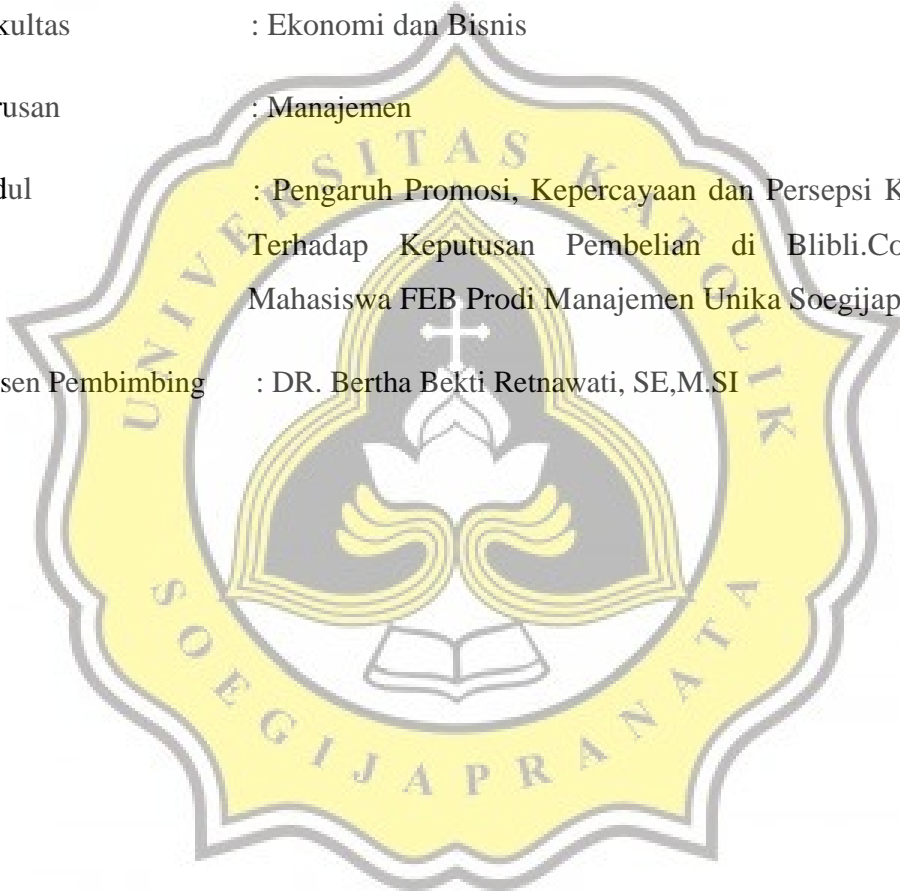 kultas : Ekonomi dan Bisnis
rusan : Manajemen
dul : Pengaruh Promosi, Kepercayaan dan Persepsi K
Terhadap Keputusan Pembelian di Blibli.Co
Mahasiswa FEB Prodi Manajemen Unika Soegijap
sen Pembimbing : DR. Bertha Bekti Retnawati, SE,M.SI
UNIVERSITAS KATOLIK
SOEGIJAPRANATA